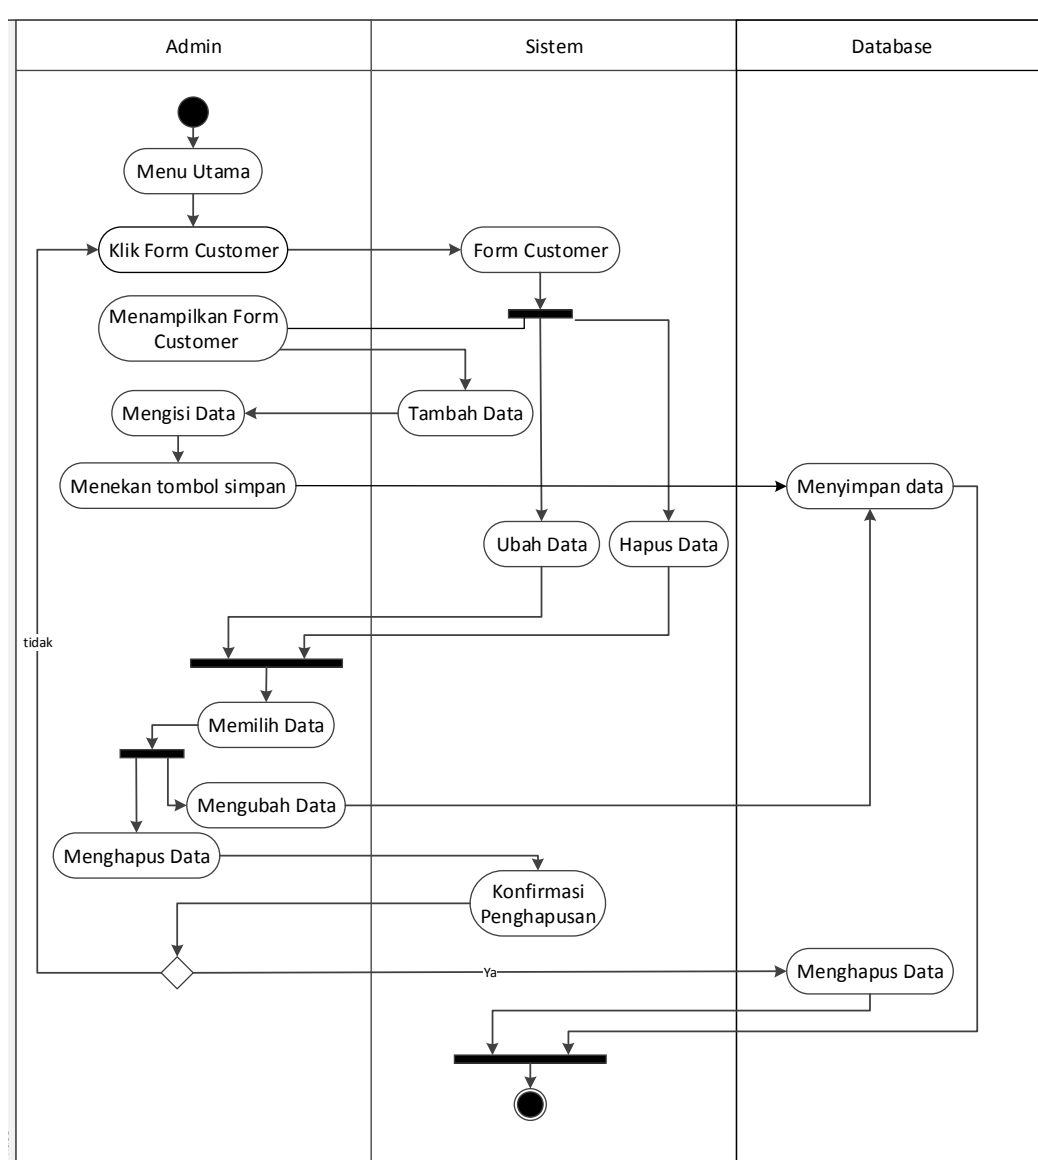 Admin
Sistem
Database
Menu Utama
Klik Form Customer
Form Customer
Menampilkan Form
Customer
Mengisi Data
Tambah Data
Menekan tombol simpan
Menyimpan data
Ubah Data
Hapus Data
tidak
Memilih Data
Mengubah Data
Menghapus Data
Konfirmasi
Penghapusan
Ya
Menghapus Data